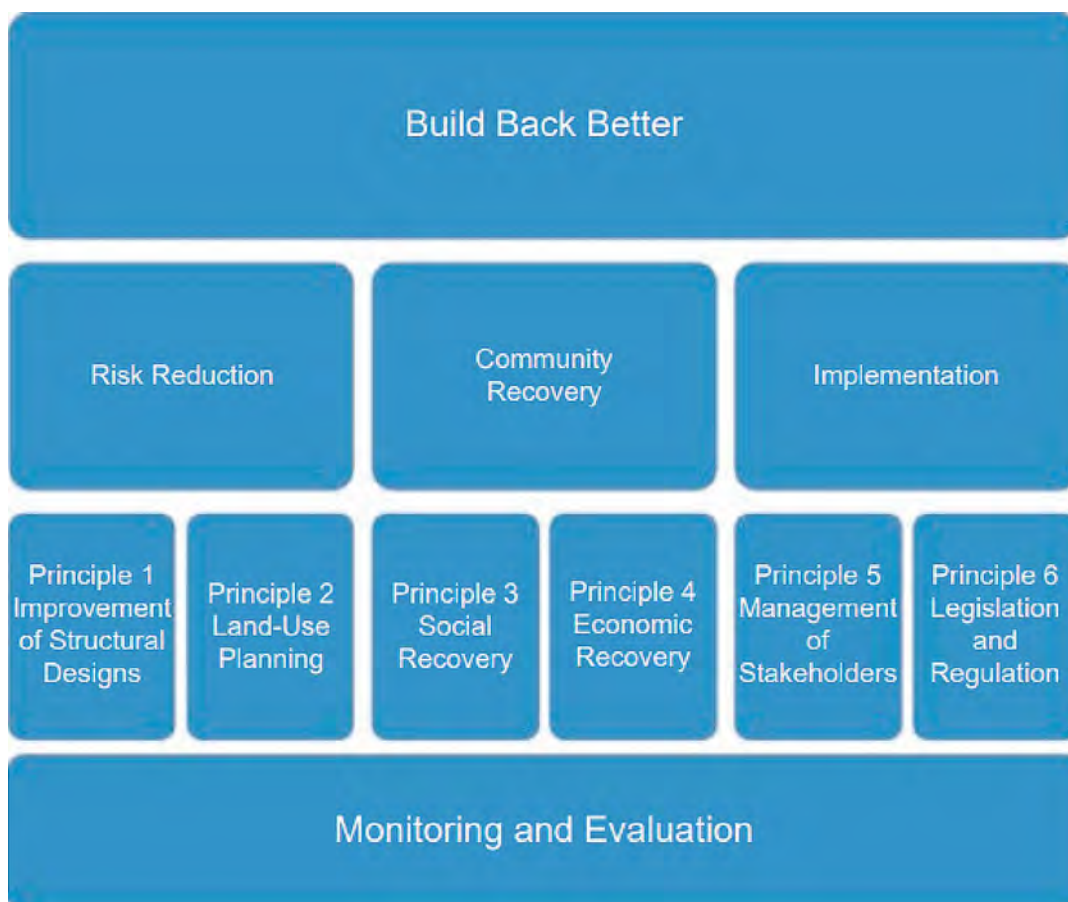 Build Back Better
Risk Reduction
Community
Recovery
Implementation
Principle 1
Improvement
of Structural
Designs
Principle 2
Land-Use
Planning
Principle 3
Social
Recovery
Principle 4
Economic
Recovery
Principle 5
Management
of
Stakeholders
Principle 6
Legislation
and
Regulation
Monitoring and Evaluation